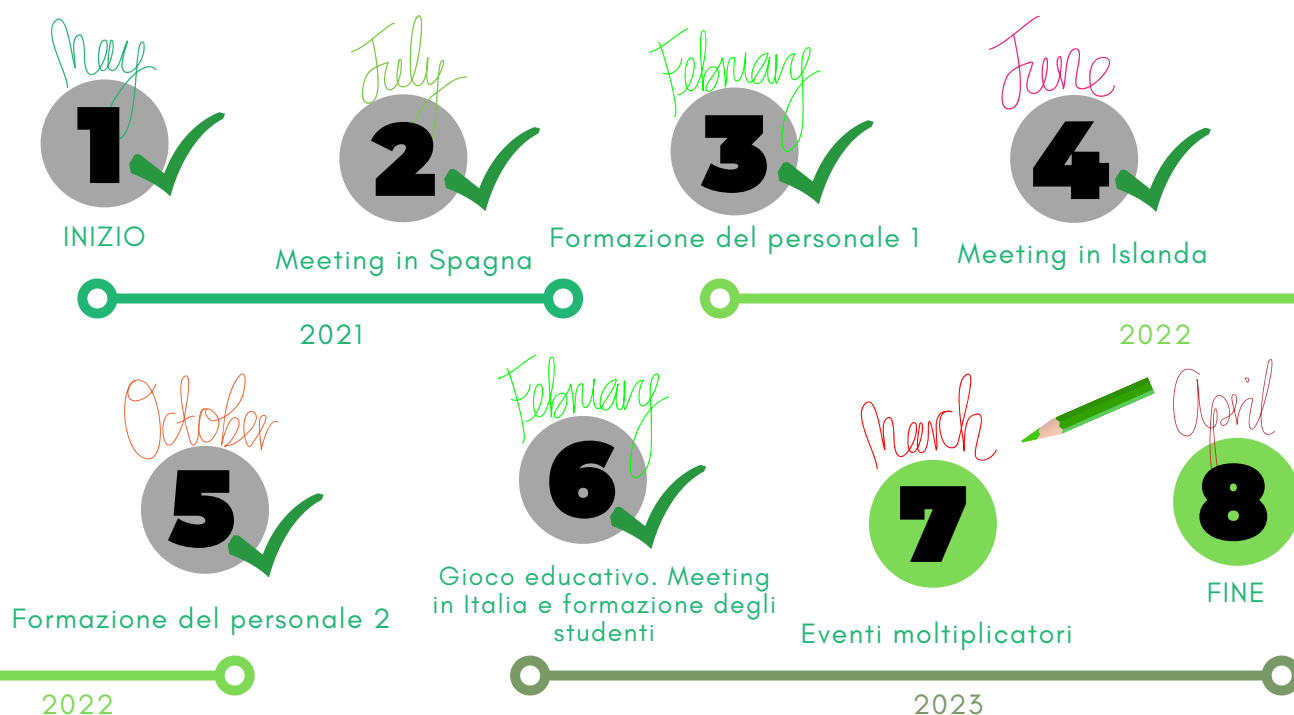 May
1
INIZIO
July
2
Meeting in Spagna
2021
February
3
Formazione del personale 1
June
4
Meeting in Islanda
2022
October
5
Formazione del personale 2
2022
February
6
Gioco educativo. Meeting
in Italia e formazione degli
studenti
March
7
Eventi moltiplicatori
2023
April
8
FINE